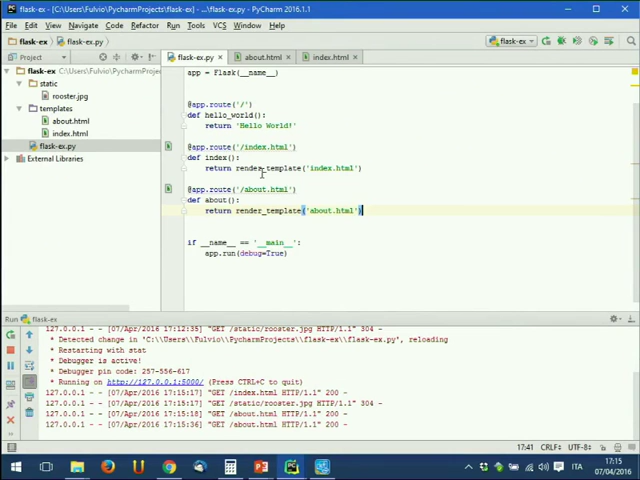 flask-ex [C:\Users\Fulvio\PycharmProjects\flask-ex] - ...\flask-ex.py - PyCharm
File Edit View Navigate Code Refactor Run Tools VCS Window Help
flask-ex flask-ex.py flask-ex
Project flask-ex.py about.html index.html
flask-ex C:\Users\Fulvio\PycharmProjects
static
rooster.jpg
templates
about.html
index.html
flask-ex.py
External Libraries
app = Flask(__name__)
@app.route('/')
def hello_world():
return 'Hello World!'
@app.route('/index.html')
def index():
return render_template('index.html')
@app.route('/about.html')
def about():
return render_template('about.html')
if __name__ == '__main__':
app.run(debug=True)
Run flask-ex
127.0.0.1 - - [07/Apr/2016 17:12:35] "GET /static/rooster.jpg HTTP/1.1" 304 -
* Detected change in 'C:\\Users\\Fulvio\\PycharmProjects\\flask-ex\\flask-ex.py', reloading
* Restarting with stat
* Debugger is active!
* Debugger pin code: 257-556-617
* Running on http://127.0.0.1:5000/ (Press CTRL+C to quit)
127.0.0.1 - - [07/Apr/2016 17:15:17] "GET /index.html HTTP/1.1" 200 -
127.0.0.1 - - [07/Apr/2016 17:15:17] "GET /static/rooster.jpg HTTP/1.1" 304 -
127.0.0.1 - - [07/Apr/2016 17:15:18] "GET /about.html HTTP/1.1" 200 -
127.0.0.1 - - [07/Apr/2016 17:15:36] "GET /about.html HTTP/1.1" 200 -
17:41 CRLF÷ UTF-8÷
ITA 17:15
07/04/2016